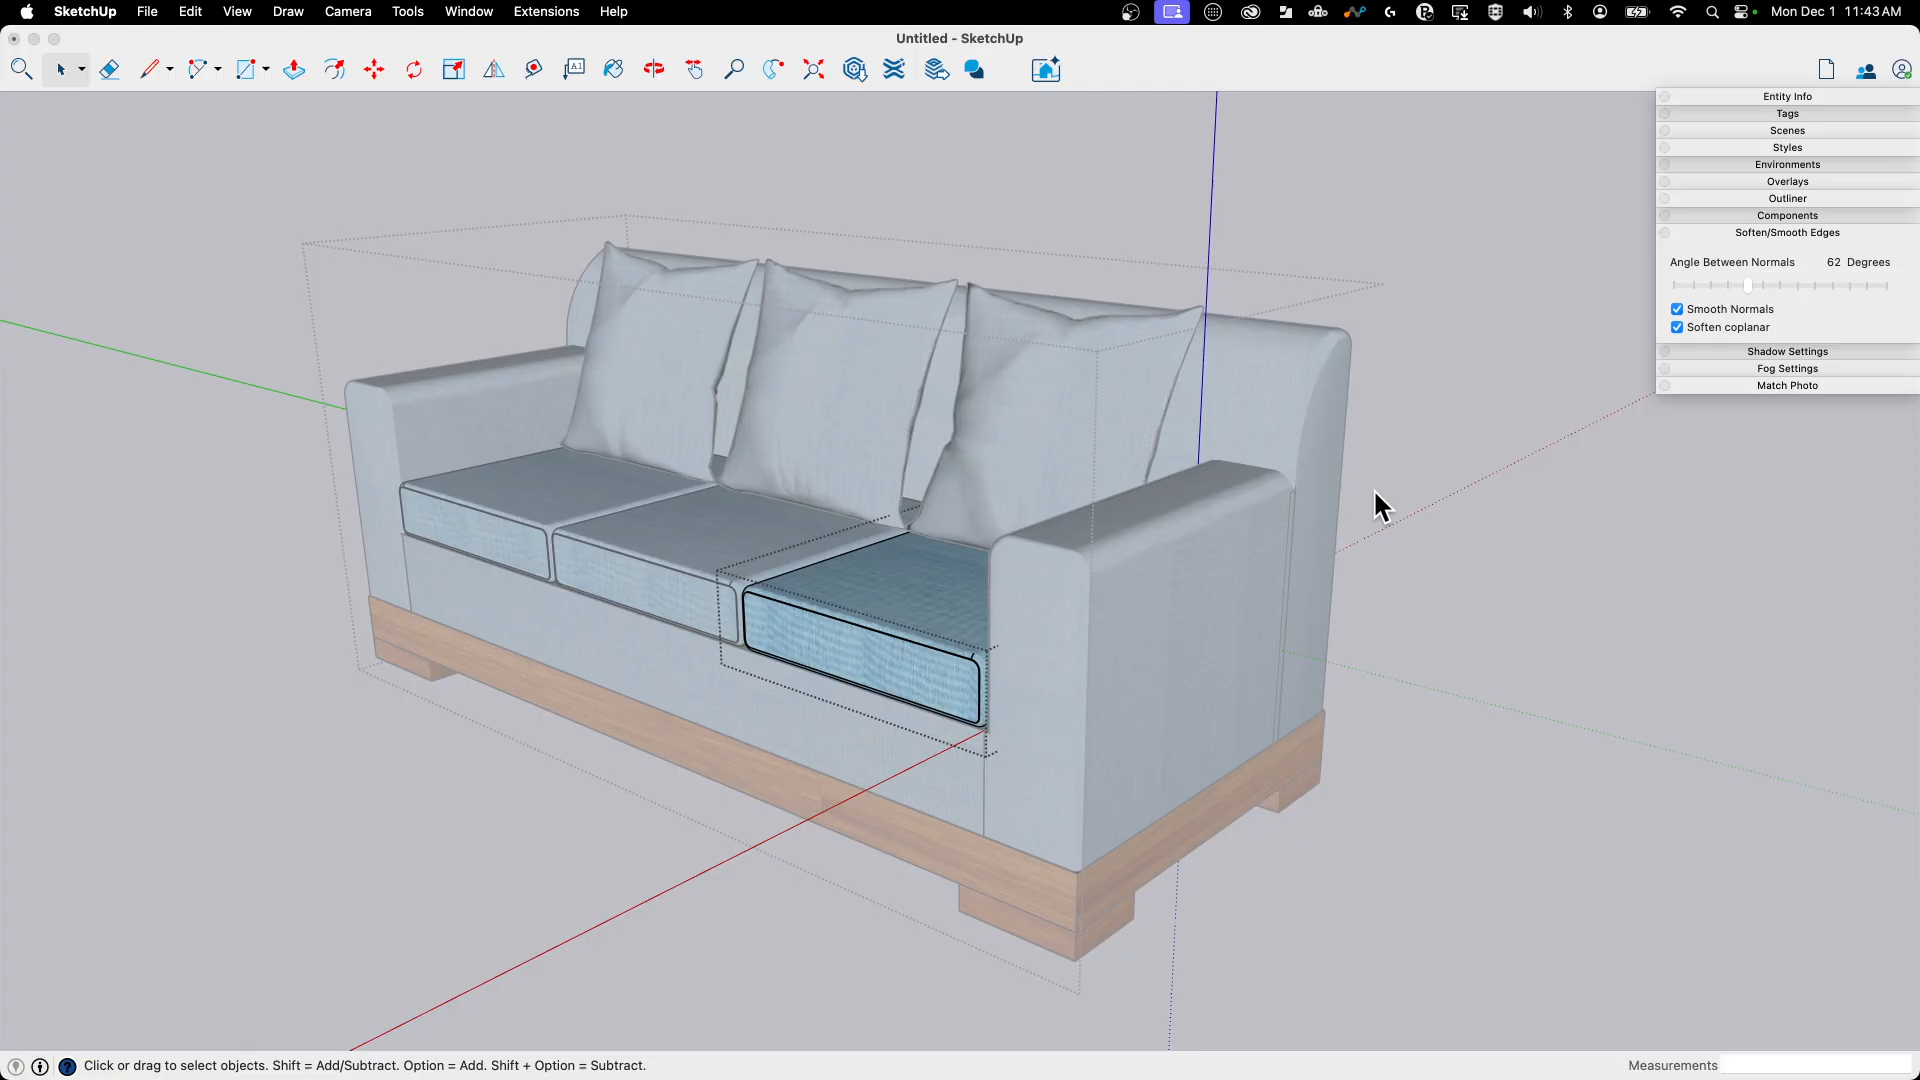 SketchUp File Edit View Draw Camera Tools Window Extensions Help Mon Dec 1 11:43 AM
Untitled - SketchUp
A1
Entity Info
Tags
Scenes
Styles
Environments
Overlays
Outliner
Components
Soften/Smooth Edges
Angle Between Normals 62 Degrees
Smooth Normals
Soften coplanar
Shadow Settings
Fog Settings
Match Photo
Click or drag to select objects. Shift = Add/Subtract. Option = Add. Shift + Option = Subtract.
Measurements